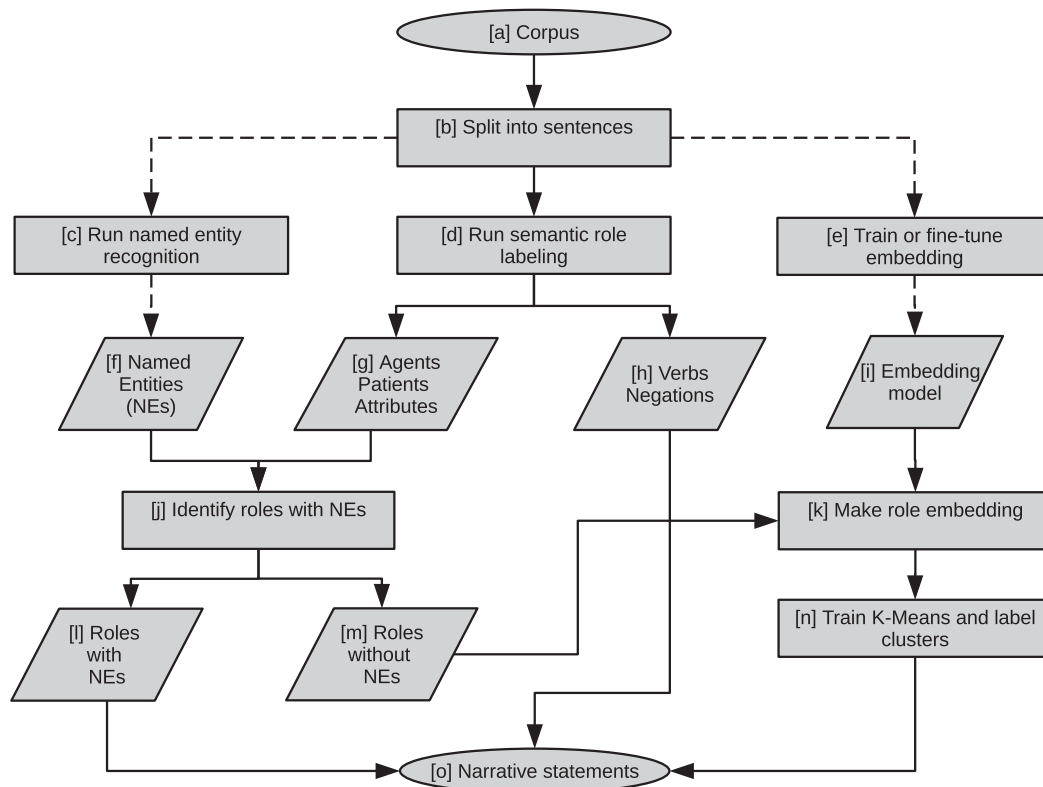 [a] Corpus
[b] Split into sentences
[c] Run named entity
recognition
[d] Run semantic role
labeling
[e] Train or fine-tune
embedding
[f] Named
Entities
(NEs)
[g] Agents
Patients
Attributes
[h] Verbs
Negations
[i] Embedding
model
[j] Identify roles with NEs
[k] Make role embedding
[l] Roles
with
NEs
[m] Roles
without
NEs
[n] Train K-Means and label
clusters
[o] Narrative statements